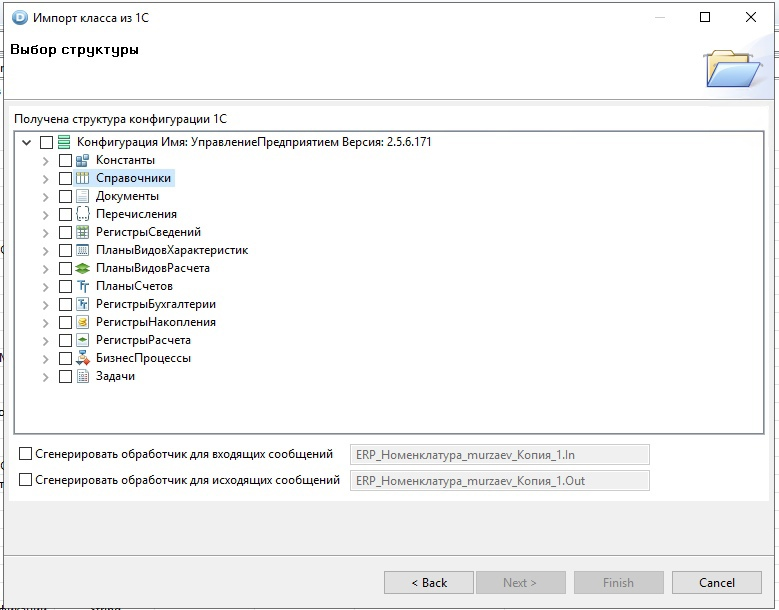 Импорт класса из 1С
Выбор структуры
Получена структура конфигурации 1С
Конфигурация Имя: УправлениеПредприятием Версия: 2.5.6.171
Константы
Справочники
Документы
Перечисления
РегистрыСведений
ПланыВидовХарактеристик
ПланыВидовРасчета
ПланыСчетов
РегистрыБухгалтерии
РегистрыНакопления
РегистрыРасчета
БизнесПроцессы
Задачи
Сгенерировать обработчик для входящих сообщений ERP_Номенклатура_murzaev_Копия_1.In
Сгенерировать обработчик для исходящих сообщений ERP_Номенклатура_murzaev_Копия_1.Out
< Back Next > Finish Cancel